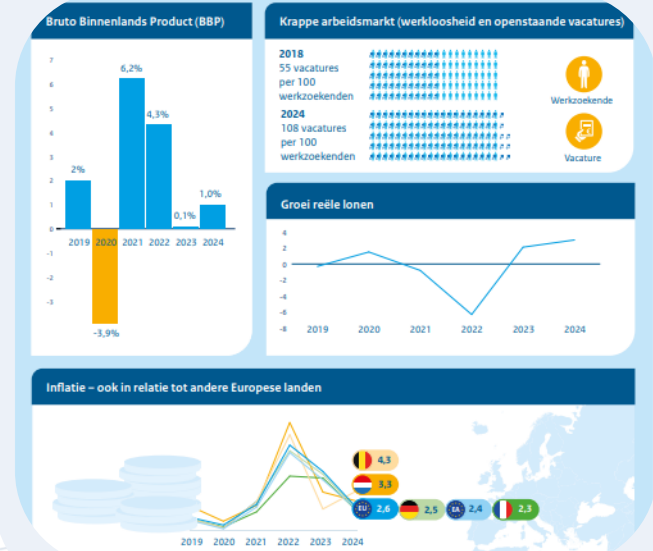 Bruto Binnenlands Product (BBP)
7
6
5
4
3
2
1
0
-1
-2
-3
2%
-3,9%
6,2%
4,3%
0,1%
1,0%
2019 2020 2021 2022 2023 2024
Krappe arbeidsmarkt (werkloosheid en openstaande vacatures)
2018
55 vacatures
per 100
werkzoekenden
2024
108 vacatures
per 100
werkzoekenden
Werkzoekende
Vacature
Groei reële lonen
4
2
0
-2
-4
-6
-8
2019 2020 2021 2022 2023 2024
Inflatie – ook in relatie tot andere Europese landen
4,3
3,3
EU 2,6
2,5
EA 2,4
2,3
2019 2020 2021 2022 2023 2024